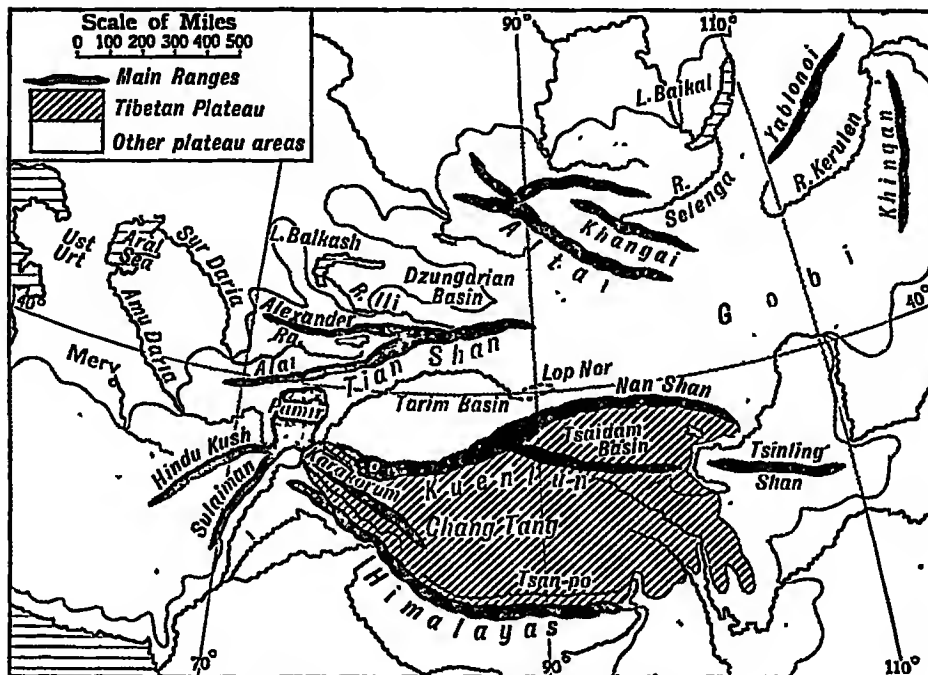 Scale of Miles
0 100 200 300 400 500
Main Ranges
Tibetan Plateau
Other plateau areas
90°
110°
L. Baikal
Yablonoi
R. Kerulen
Khingan
R. Selenga
Altai
Khangai
Gobi
40°
Ust Urt
Aral Sea
Syr Daria
Amu Daria
L. Balkash
R. Ili
Dzungarian Basin
40°
Alexander Ra.
Alai
Tian Shan
Merv
Pamir
Tarim Basin
Lop Nor
Nan Shan
Tsaidam Basin
Tsinling Shan
Hindu Kush
Sulaiman
Karakorum
Kuenlun
Chang Tang
Tsan-po
Himalayas
70°
90°
110°